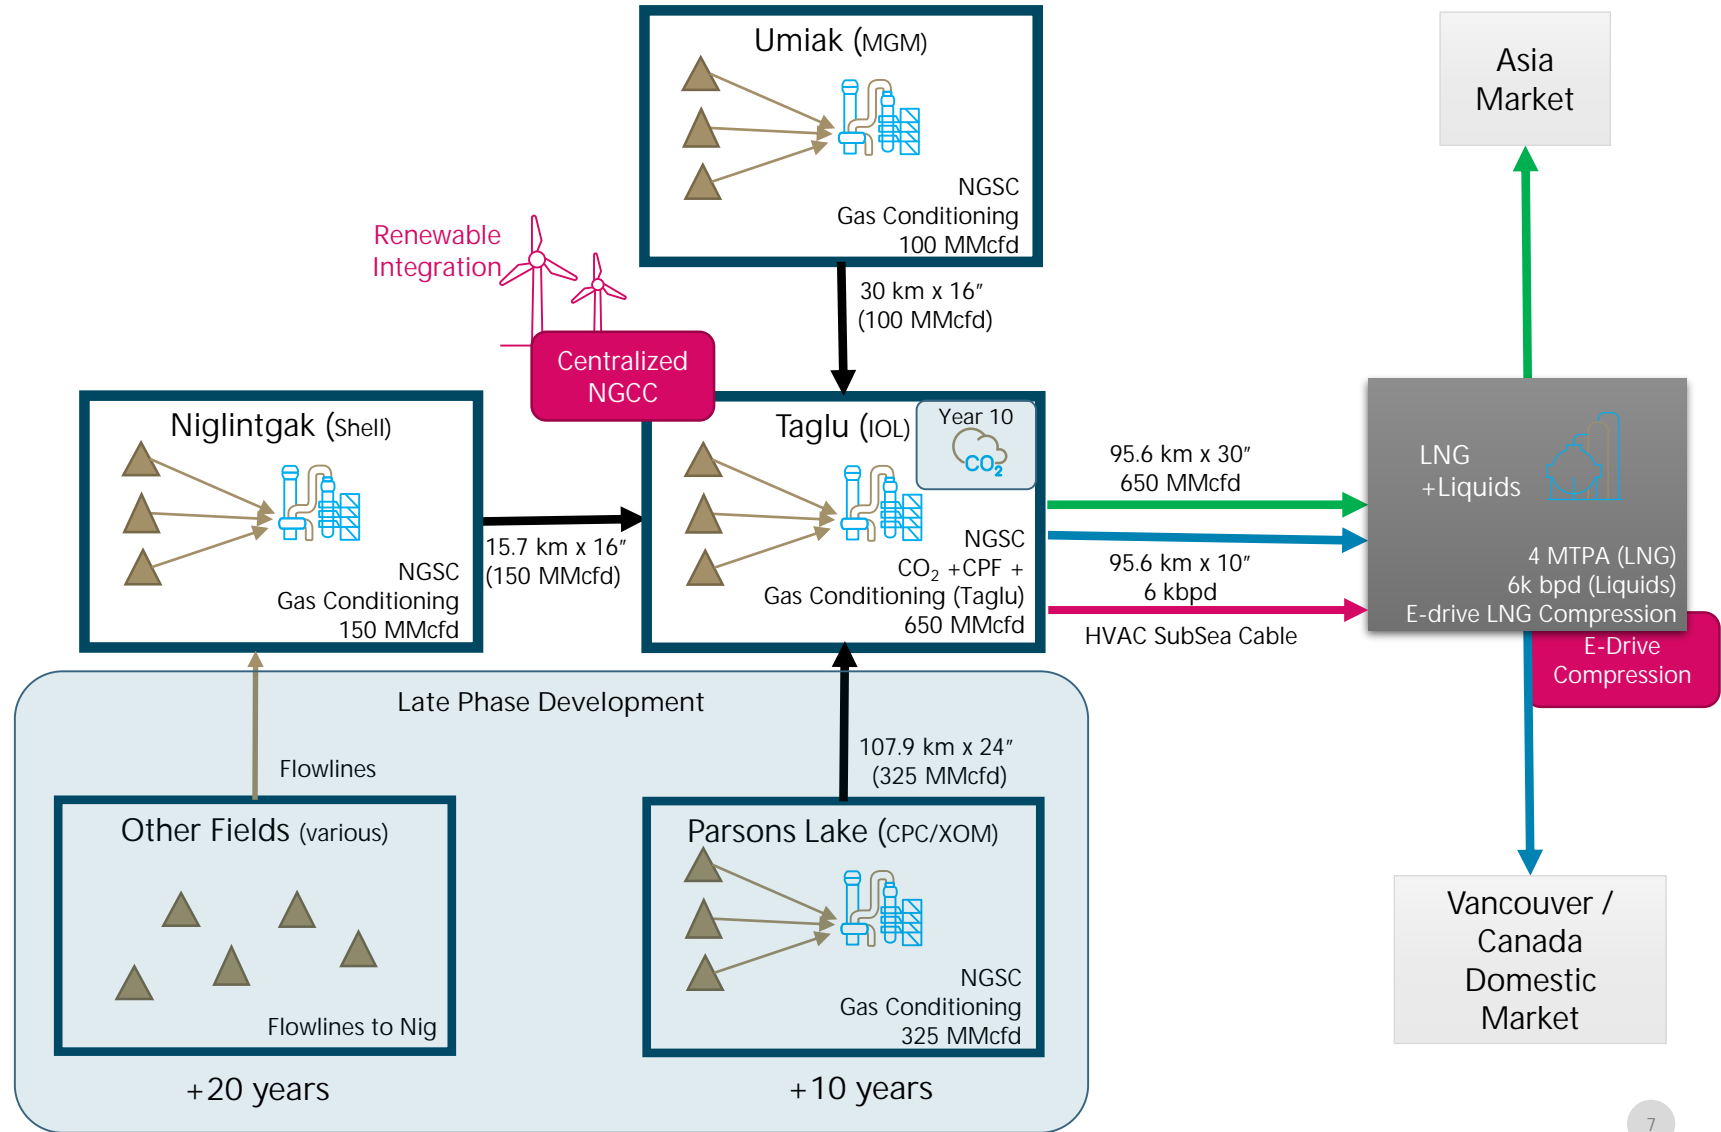 Umiak (MGM)
NGSC
Gas Conditioning
100 MMcfd
Asia
Market
Renewable
Integration
30 km x 16″
(100 MMcfd)
Centralized
NGCC
Niglintgak (Shell)
NGSC
Gas Conditioning
150 MMcfd
15.7 km x 16″
(150 MMcfd)
Taglu (IOL)
Year 10
CO2
NGSC
CO2 +CPF +
Gas Conditioning (Taglu)
650 MMcfd
95.6 km x 30″
650 MMcfd
95.6 km x 10″
6 kbpd
HVAC SubSea Cable
LNG
+Liquids
4 MTPA (LNG)
6k bpd (Liquids)
E-drive LNG Compression
E-Drive
Compression
Late Phase Development
Flowlines
107.9 km x 24″
(325 MMcfd)
Other Fields (various)
Flowlines to Nig
+20 years
Parsons Lake (CPC/XOM)
NGSC
Gas Conditioning
325 MMcfd
+10 years
Vancouver /
Canada
Domestic
Market
7